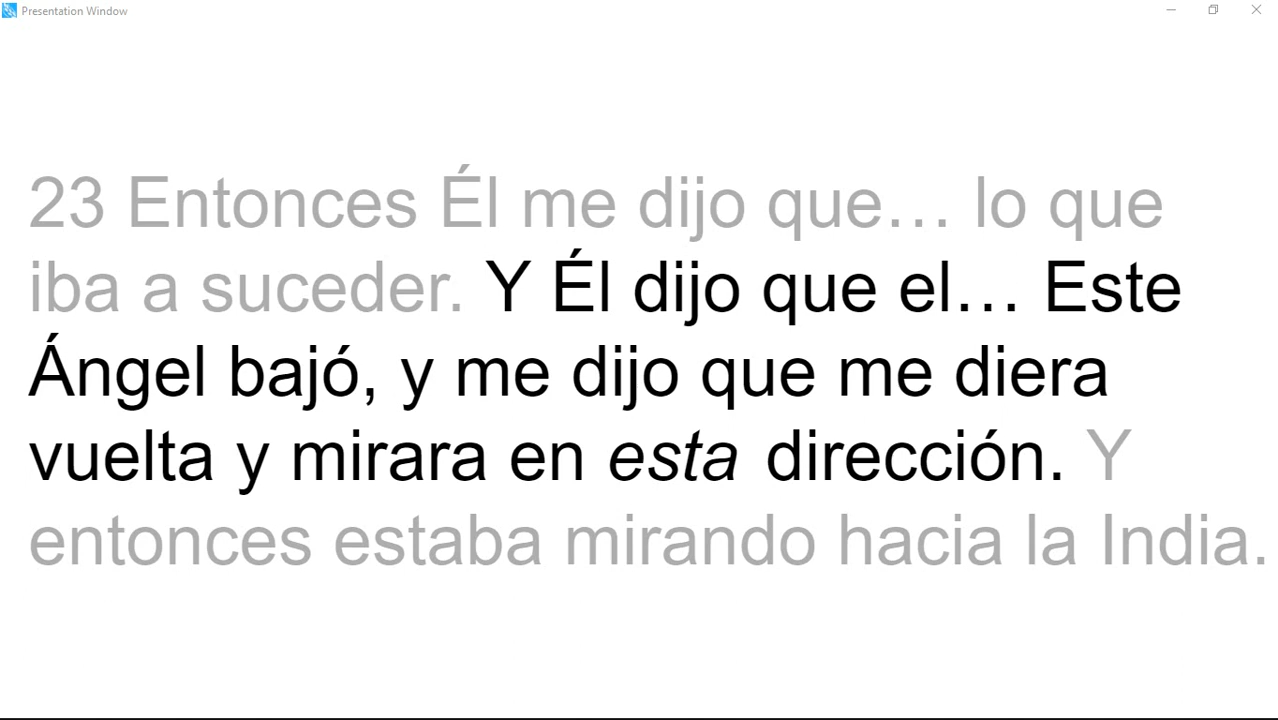 Presentation Window
23 Entonces Él me dijo que… lo que
iba a suceder. Y Él dijo que el… Este
Ángel bajó, y me dijo que me diera
vuelta y mirara en esta dirección. Y
entonces estaba mirando hacia la India.